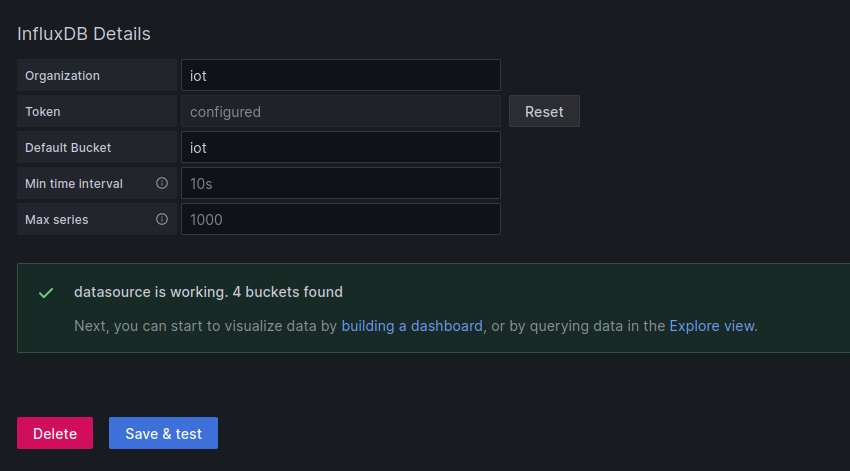 InfluxDB Details
Organization iot
Token configured Reset
Default Bucket iot
Min time interval 10s
Max series 1000
datasource is working. 4 buckets found
Next, you can start to visualize data by building a dashboard, or by querying data in the Explore view.
Delete Save & test